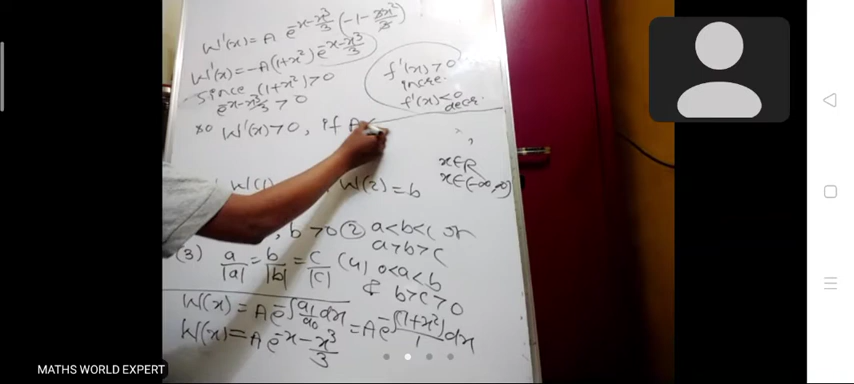 W'(x) = A e^{-x-x³/3} (-1-3x²/3)
W'(x) = -A(1+x²) e^{-x-x³/3}
Since (1+x²)>0
e^{-x-x³/3} > 0
so W'(x)>0, if A<
f'(x)>0
incre.
f'(x)<0
decr.
x∈R
x∈(-∞,∞)
W(1) W(2)=b
, b>0 (2) a<b<c or
a>b>c
(3) a/|a| = b/|b| = c/|c| (4) 0<a<b
& b>c>0
W(x) = A e^{-∫a₁/a₀ dx} = A e^{-∫(1+x²)/1 dx}
W(x) = A e^{-x-x³/3}
MATHS WORLD EXPERT